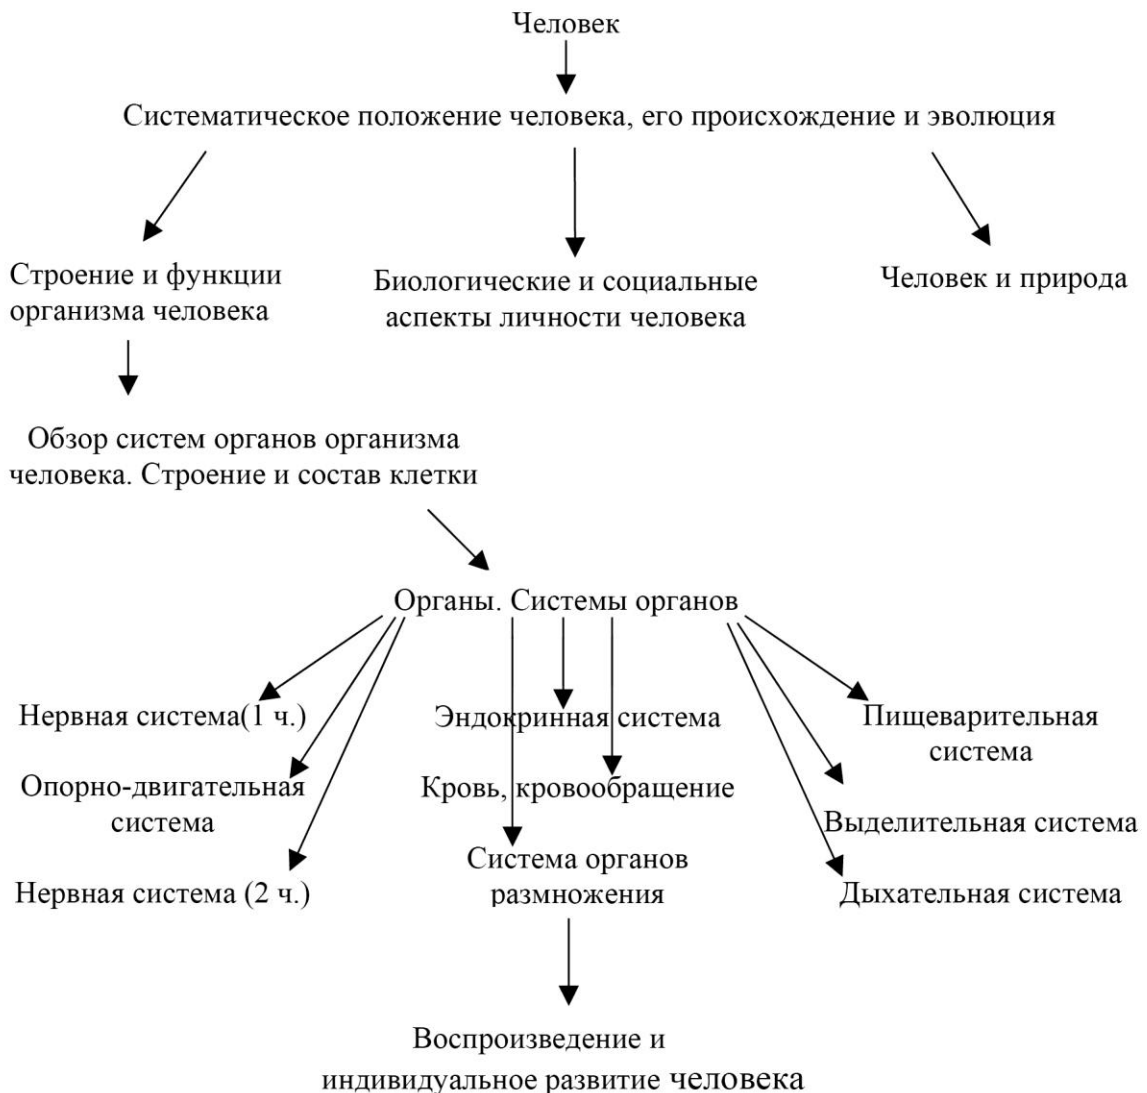 Человек
Систематическое положение человека, его происхождение и эволюция
Строение и функции
организма человека
Биологические и социальные
аспекты личности человека
Человек и природа
Обзор систем органов организма
человека. Строение и состав клетки
Органы. Системы органов
Нервная система(1 ч.)
Эндокринная система
Пищеварительная
система
Опорно-двигательная
система
Кровь, кровообращение
Выделительная система
Нервная система (2 ч.)
Система органов
размножения
Дыхательная система
Воспроизведение и
индивидуальное развитие человека